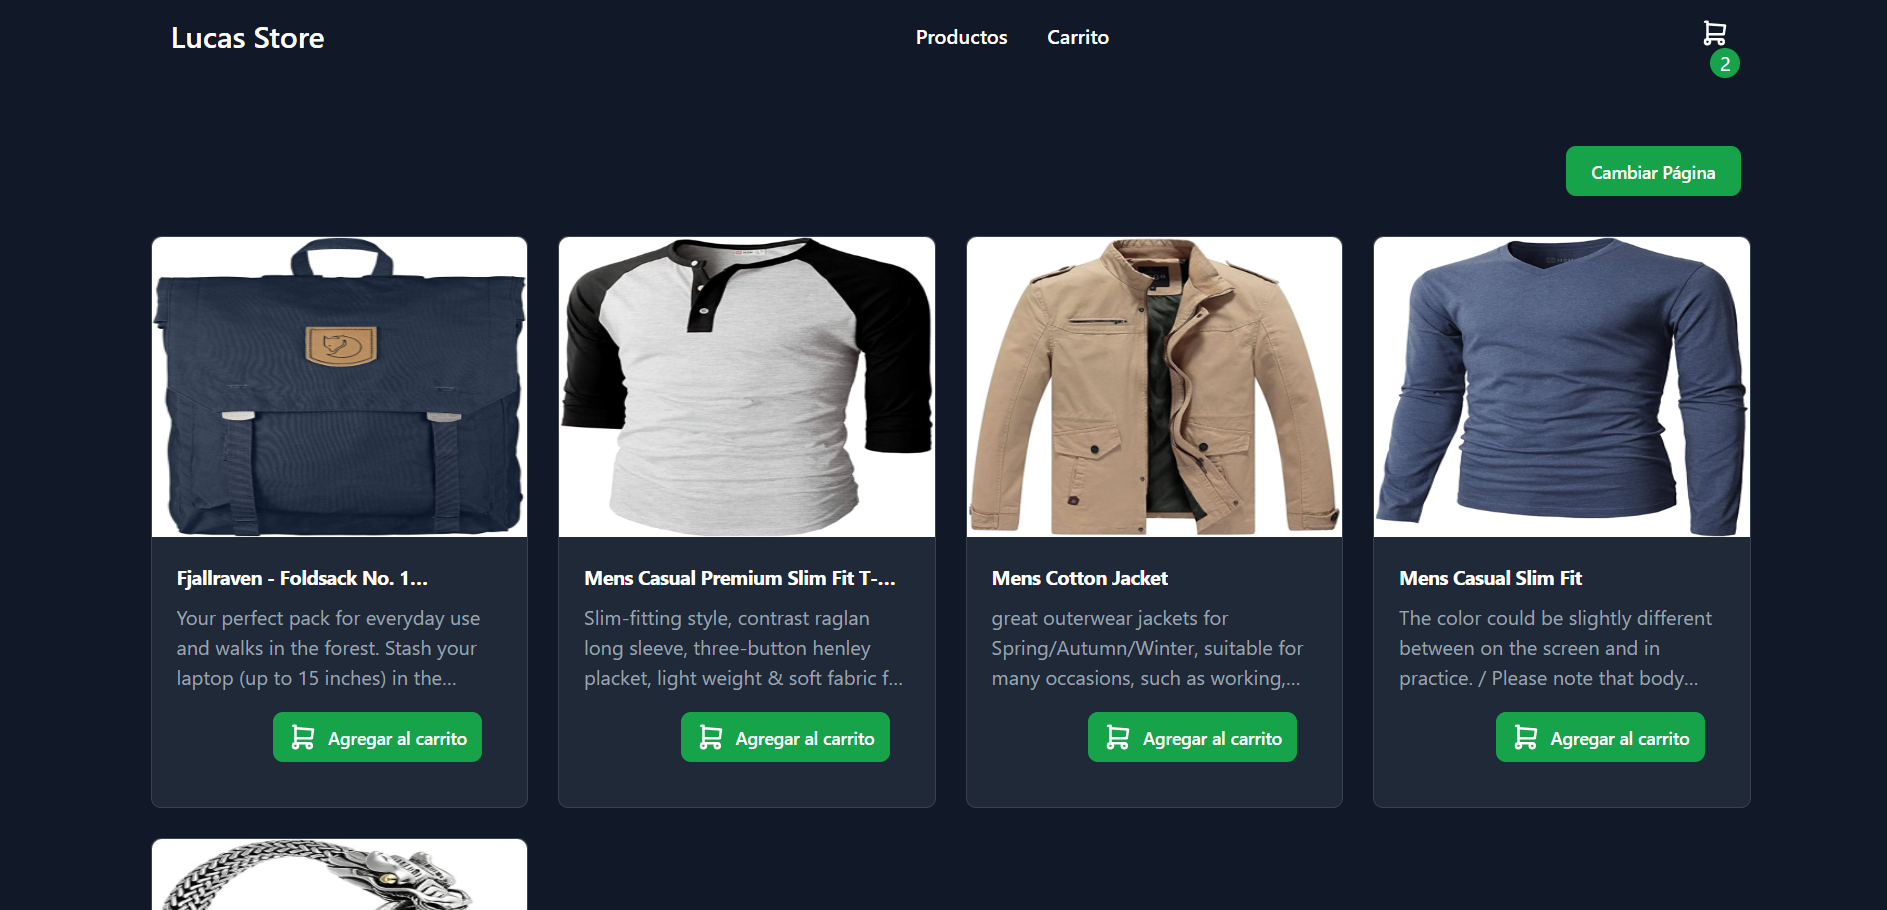 Lucas Store
Productos
Carrito
2
Cambiar Página
Fjallraven - Foldsack No. 1...
Your perfect pack for everyday use
and walks in the forest. Stash your
laptop (up to 15 inches) in the...
Agregar al carrito
Mens Casual Premium Slim Fit T-...
Slim-fitting style, contrast raglan
long sleeve, three-button henley
placket, light weight & soft fabric f...
Agregar al carrito
Mens Cotton Jacket
great outerwear jackets for
Spring/Autumn/Winter, suitable for
many occasions, such as working,...
Agregar al carrito
Mens Casual Slim Fit
The color could be slightly different
between on the screen and in
practice. / Please note that body...
Agregar al carrito